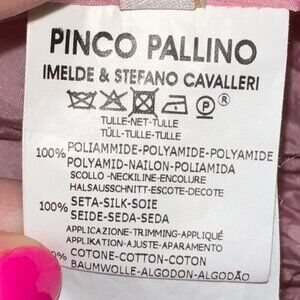 PINCO PALLINO
IMELDE & STEFANO CAVALLERI
P ®
TULLE-NET-TULLE
TÜLL-TULLE-TULLE
100% POLIAMMIDE-POLYAMIDE-POLYAMIDE
POLYAMID-NAILON-POLIAMIDA
SCOLLO-NECKLINE-ENCOLURE
HALSAUSSCHNITT-ESCOTE-DECOTE
100% SETA-SILK-SOIE
SEIDE-SEDA-SEDA
APPLICAZIONE-TRIMMING-APPLIQUÉ
APPLIKATION-AJUSTE-APARAMENTO
100% COTONE-COTTON-COTON
BAUMWOLLE-ALGODON-ALGODÃO